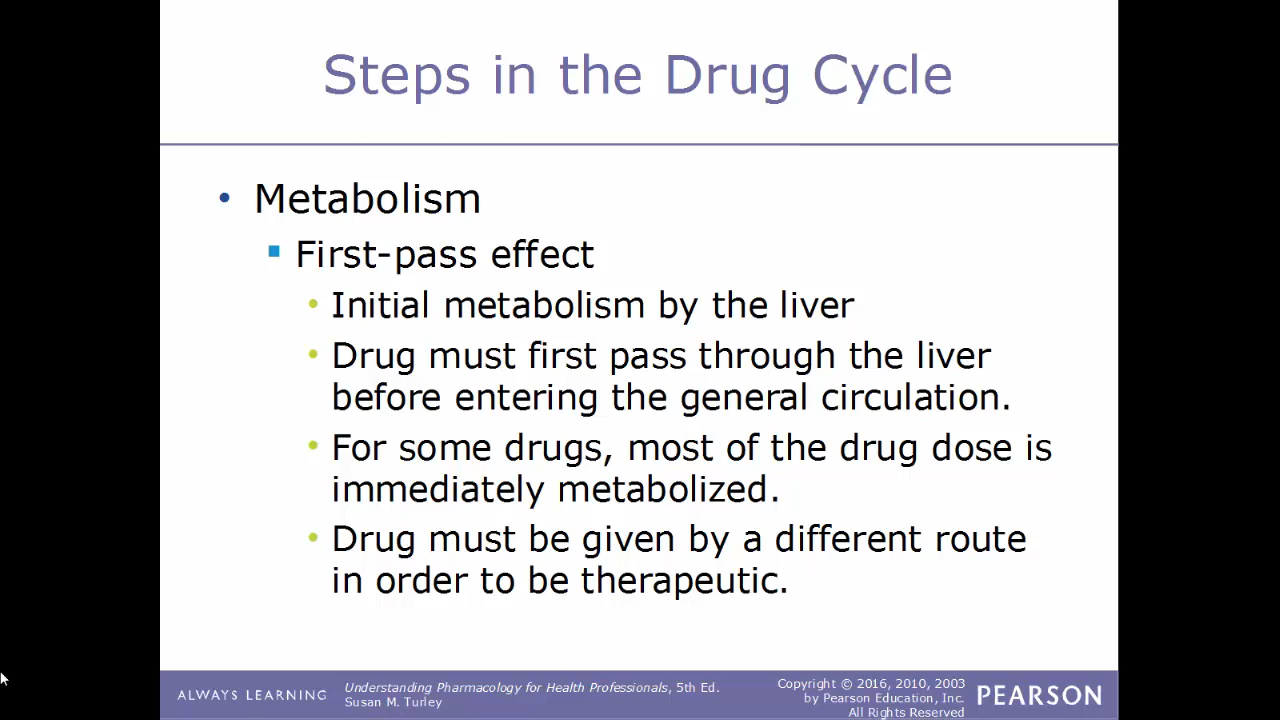 Steps in the Drug Cycle
• Metabolism
▪ First-pass effect
• Initial metabolism by the liver
• Drug must first pass through the liver
before entering the general circulation.
• For some drugs, most of the drug dose is
immediately metabolized.
• Drug must be given by a different route
in order to be therapeutic.
ALWAYS LEARNING
Understanding Pharmacology for Health Professionals, 5th Ed.
Susan M. Turley
Copyright © 2016, 2010, 2003
by Pearson Education, Inc.
All Rights Reserved
PEARSON